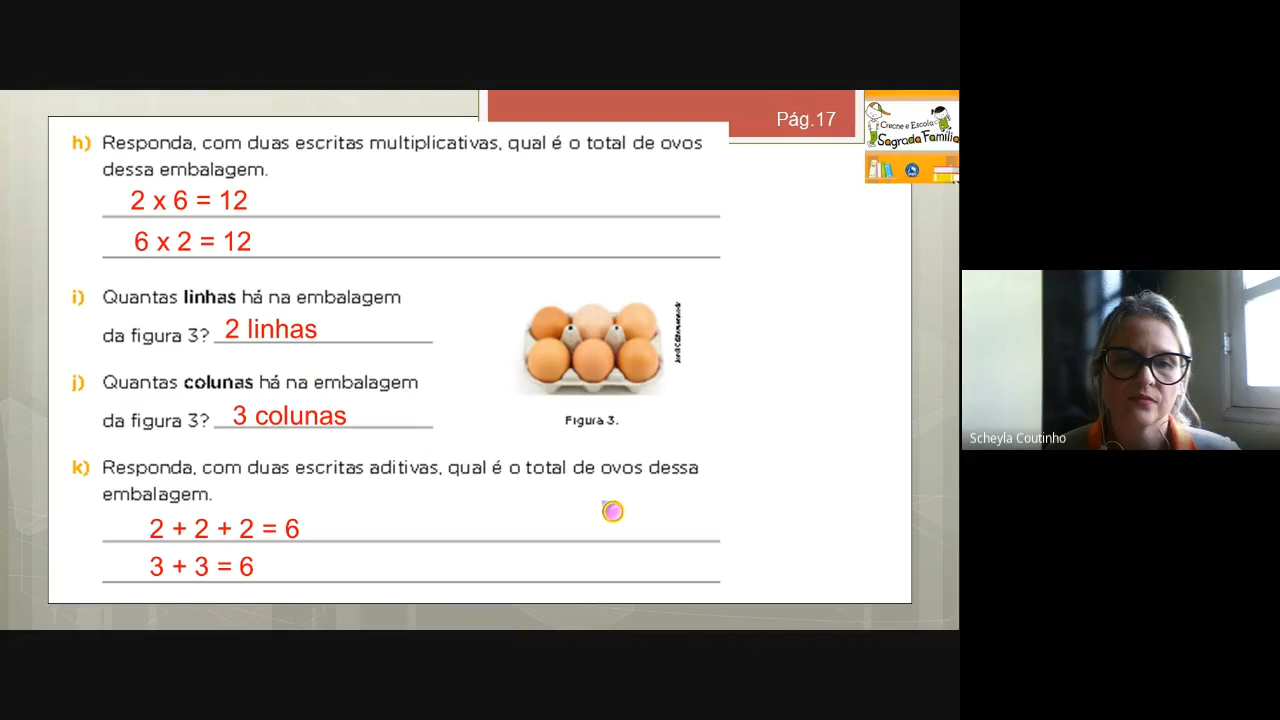 Pág.17
Creche e Escola
Sagrada Família
h) Responda, com duas escritas multiplicativas, qual é o total de ovos
dessa embalagem.
2 x 6 = 12
6 x 2 = 12
i) Quantas linhas há na embalagem
da figura 3? 2 linhas
j) Quantas colunas há na embalagem
da figura 3? 3 colunas
Figura 3.
k) Responda, com duas escritas aditivas, qual é o total de ovos dessa
embalagem.
2 + 2 + 2 = 6
3 + 3 = 6
Scheyla Coutinho